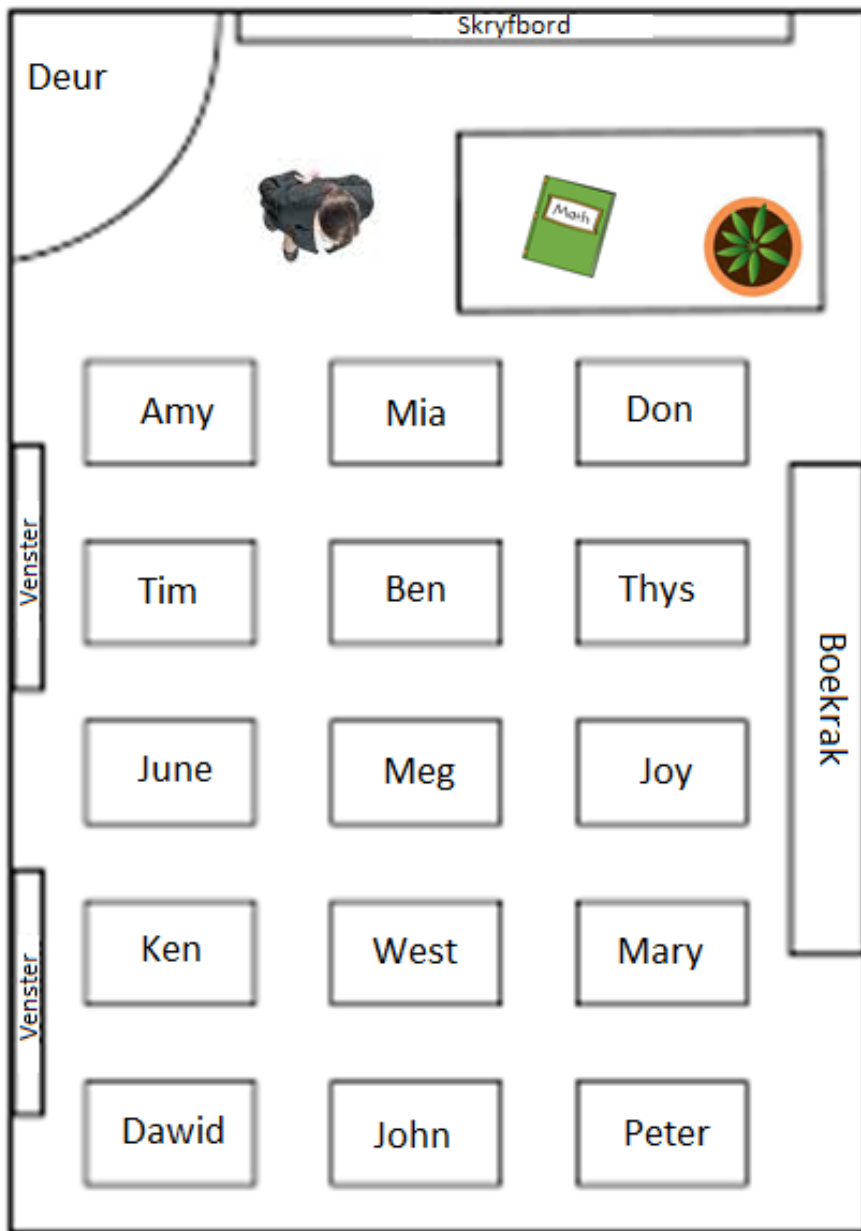 Skryfbord
Deur
Math
Amy Mia Don
Venster
Tim Ben Thys
Boekrak
June Meg Joy
Venster
Ken West Mary
Dawid John Peter